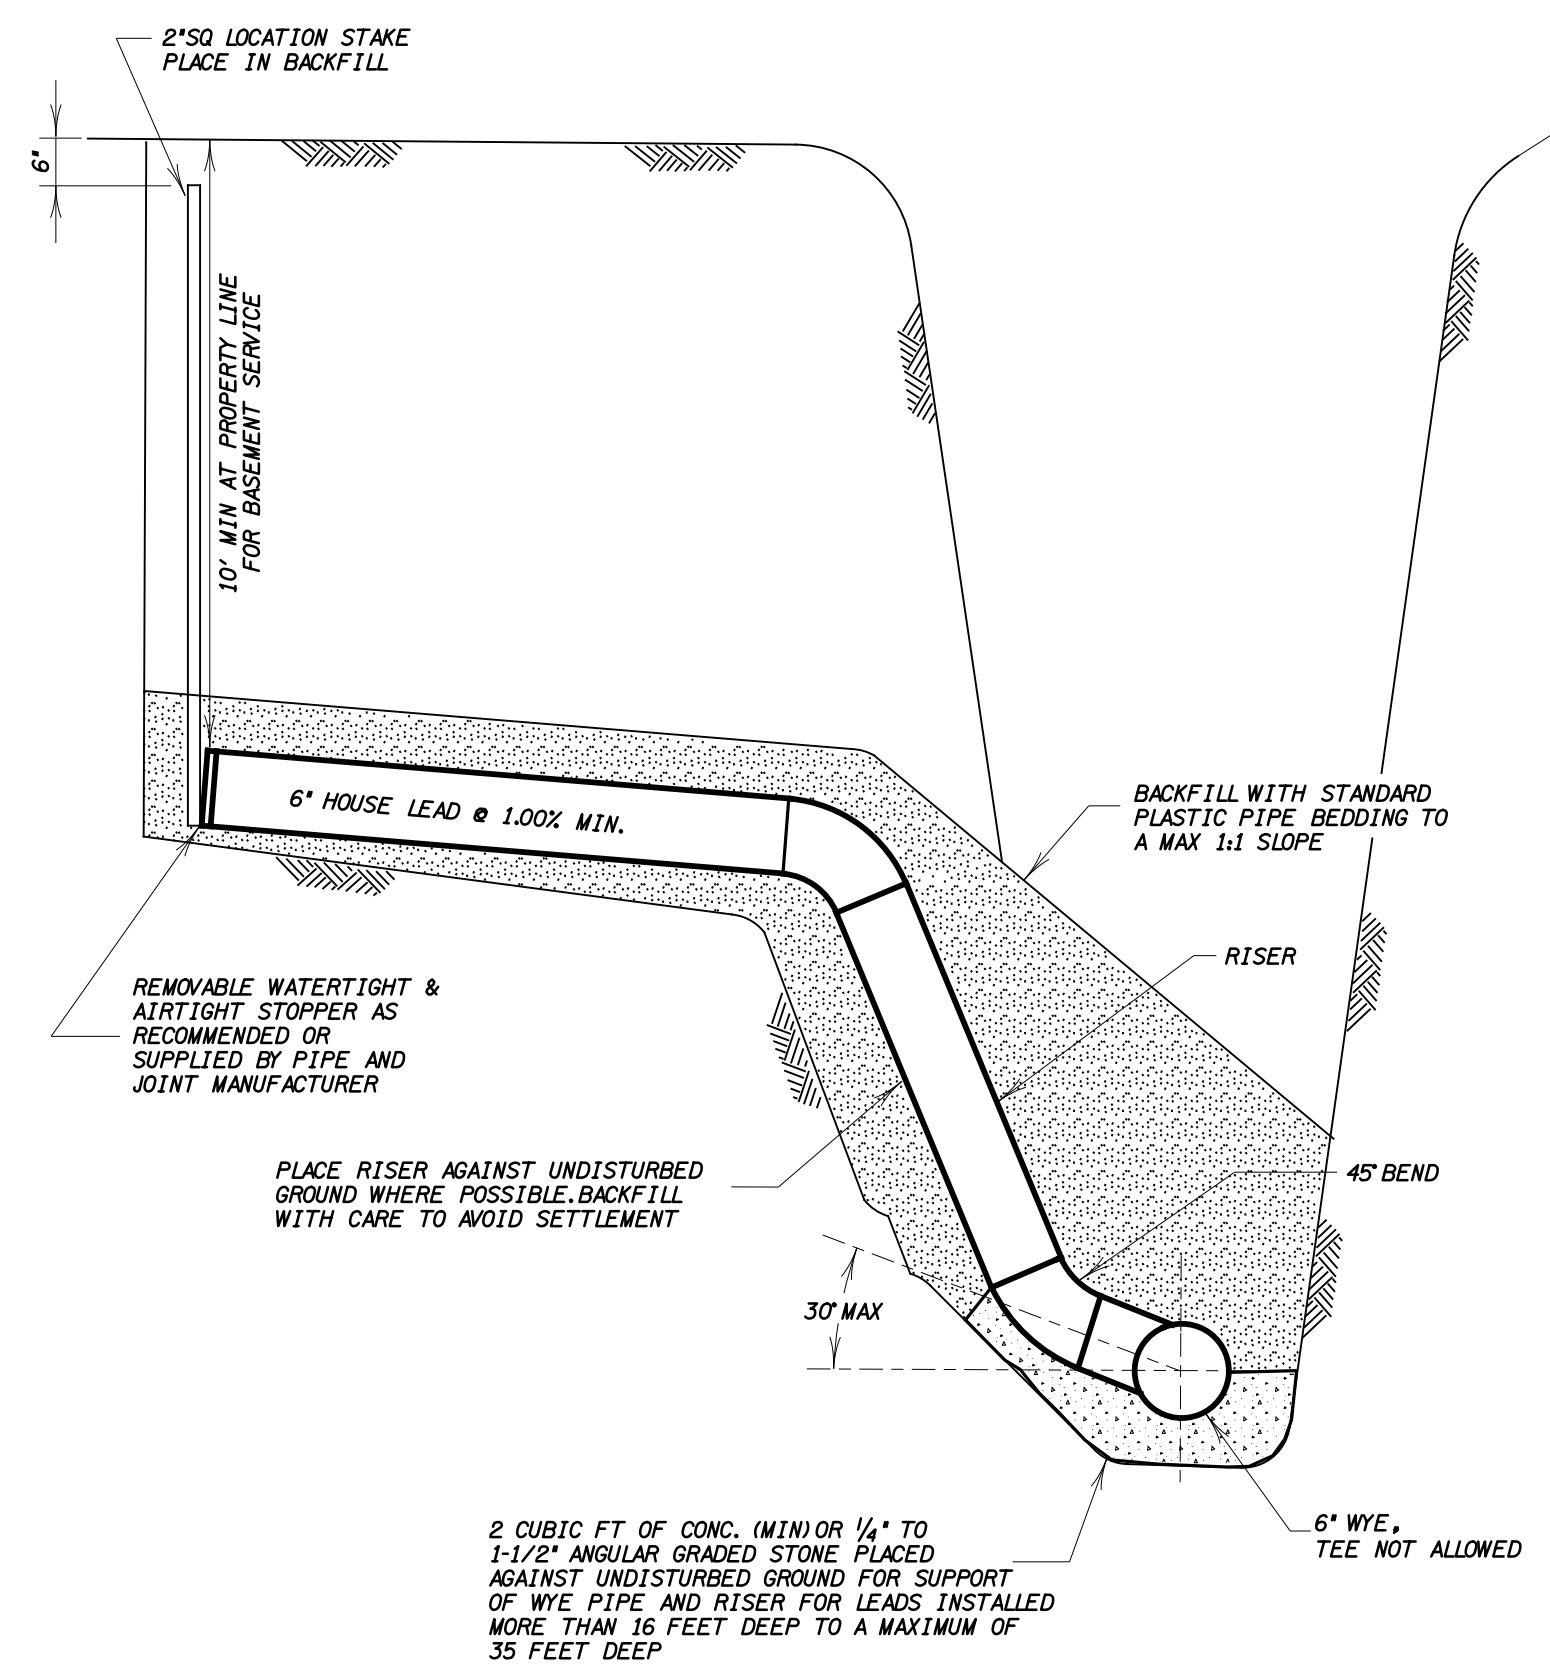 2"SQ LOCATION STAKE
PLACE IN BACKFILL
6"
10' MIN AT PROPERTY LINE
FOR BASEMENT SERVICE
6" HOUSE LEAD @ 1.00% MIN.
BACKFILL WITH STANDARD
PLASTIC PIPE BEDDING TO
A MAX 1:1 SLOPE
RISER
REMOVABLE WATERTIGHT &
AIRTIGHT STOPPER AS
RECOMMENDED OR
SUPPLIED BY PIPE AND
JOINT MANUFACTURER
PLACE RISER AGAINST UNDISTURBED
GROUND WHERE POSSIBLE.BACKFILL
WITH CARE TO AVOID SETTLEMENT
45° BEND
30° MAX
2 CUBIC FT OF CONC. (MIN) OR 1/4" TO
1-1/2" ANGULAR GRADED STONE PLACED
AGAINST UNDISTURBED GROUND FOR SUPPORT
OF WYE PIPE AND RISER FOR LEADS INSTALLED
MORE THAN 16 FEET DEEP TO A MAXIMUM OF
35 FEET DEEP
6" WYE,
TEE NOT ALLOWED